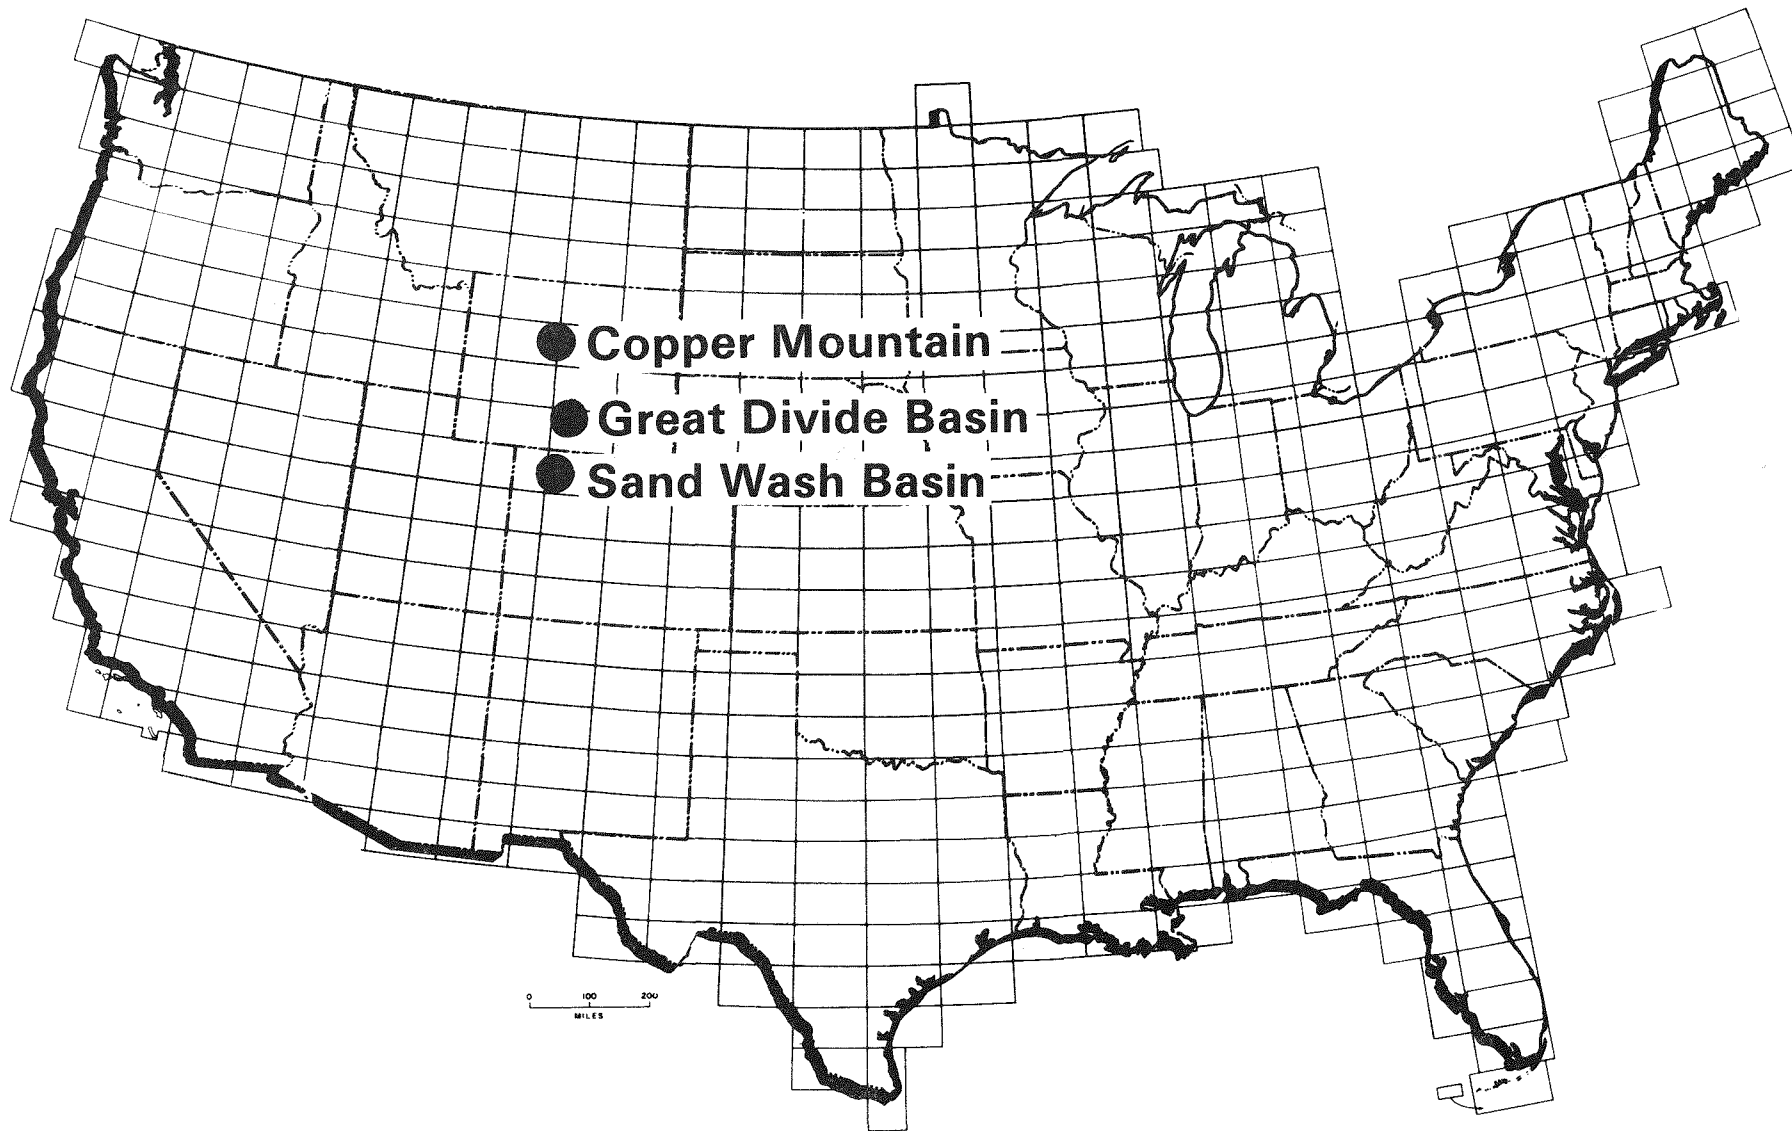 Copper Mountain
Great Divide Basin
Sand Wash Basin
0 100 200
MILES